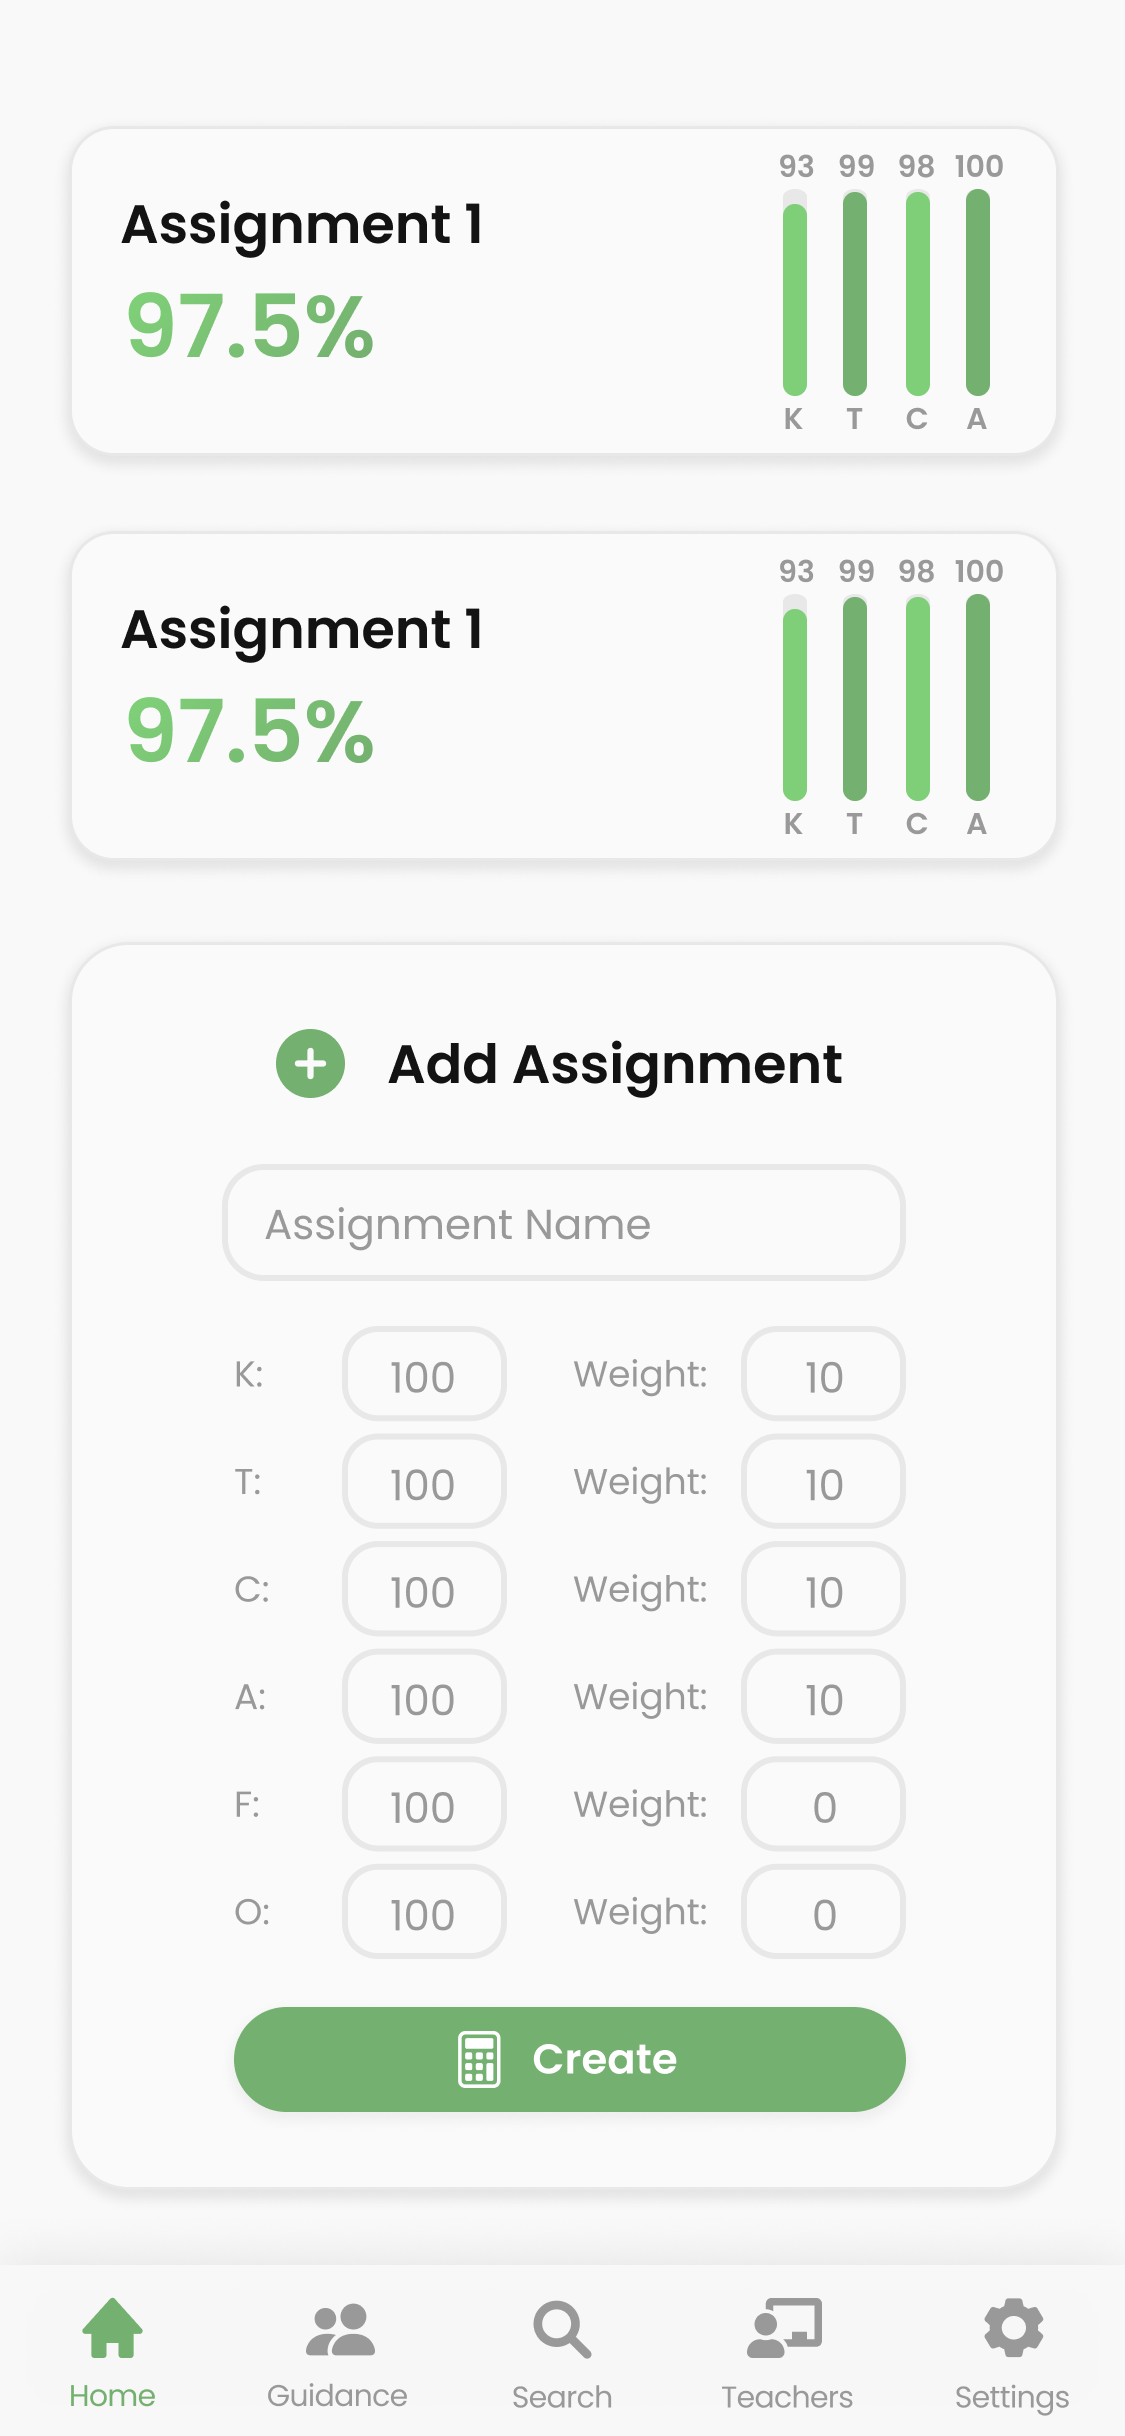 93 99 98 100
Assignment 1
97.5%
K T C A
93 99 98 100
Assignment 1
97.5%
K T C A
Add Assignment
Assignment Name
K: 100 Weight: 10
T: 100 Weight: 10
C: 100 Weight: 10
A: 100 Weight: 10
F: 100 Weight: 0
O: 100 Weight: 0
Create
Home Guidance Search Teachers Settings